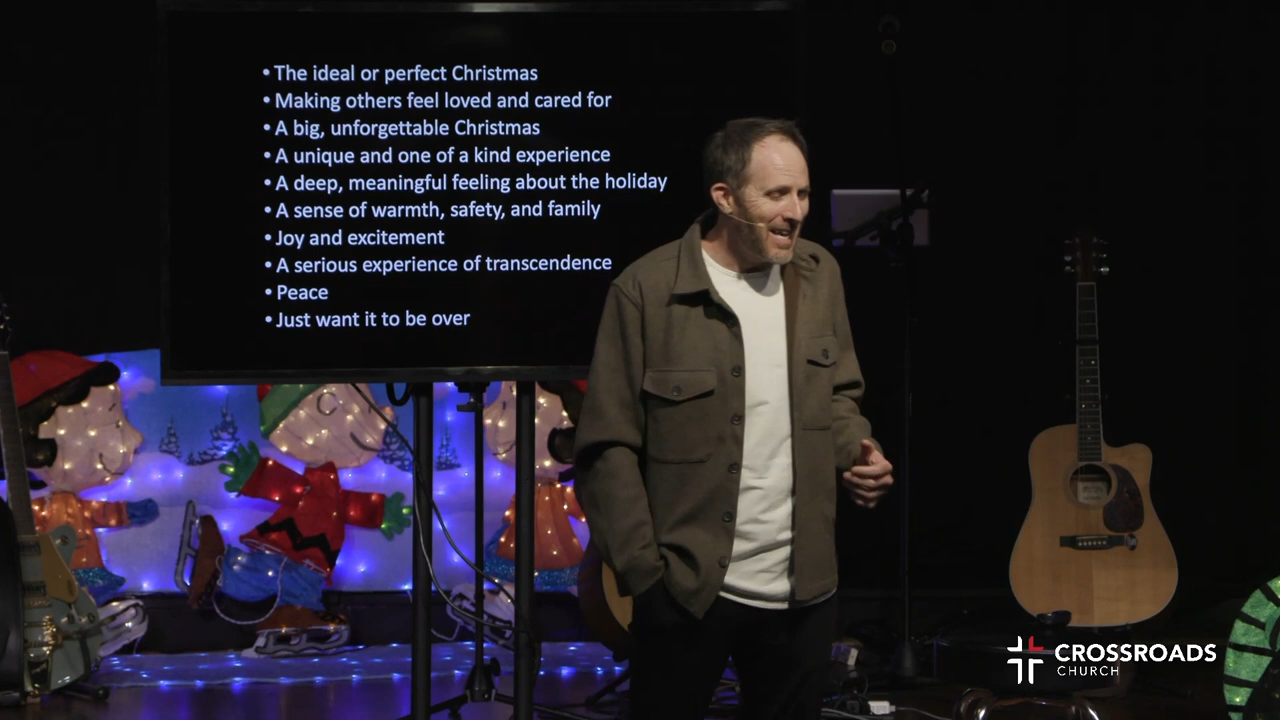 • The ideal or perfect Christmas
• Making others feel loved and cared for
• A big, unforgettable Christmas
• A unique and one of a kind experience
• A deep, meaningful feeling about the holiday
• A sense of warmth, safety, and family
• Joy and excitement
• A serious experience of transcendence
• Peace
• Just want it to be over
CROSSROADS
CHURCH